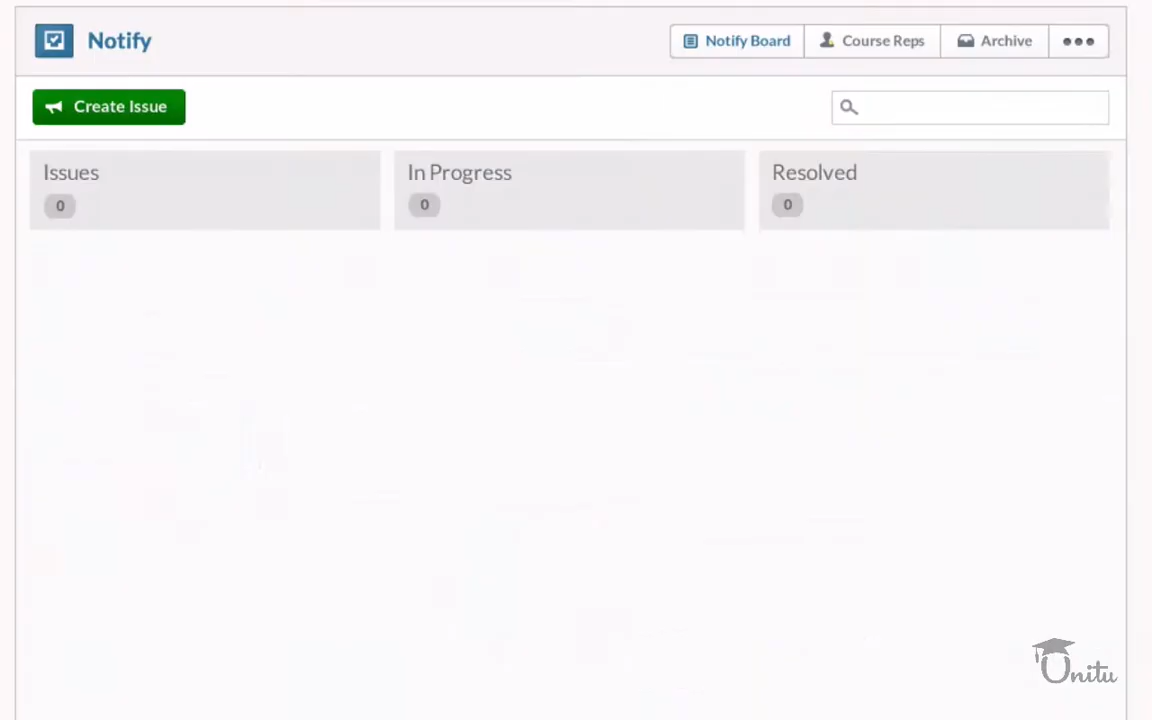 Notify
Notify Board
Course Reps
Archive
Create Issue
Issues
0
In Progress
0
Resolved
0
Unitu